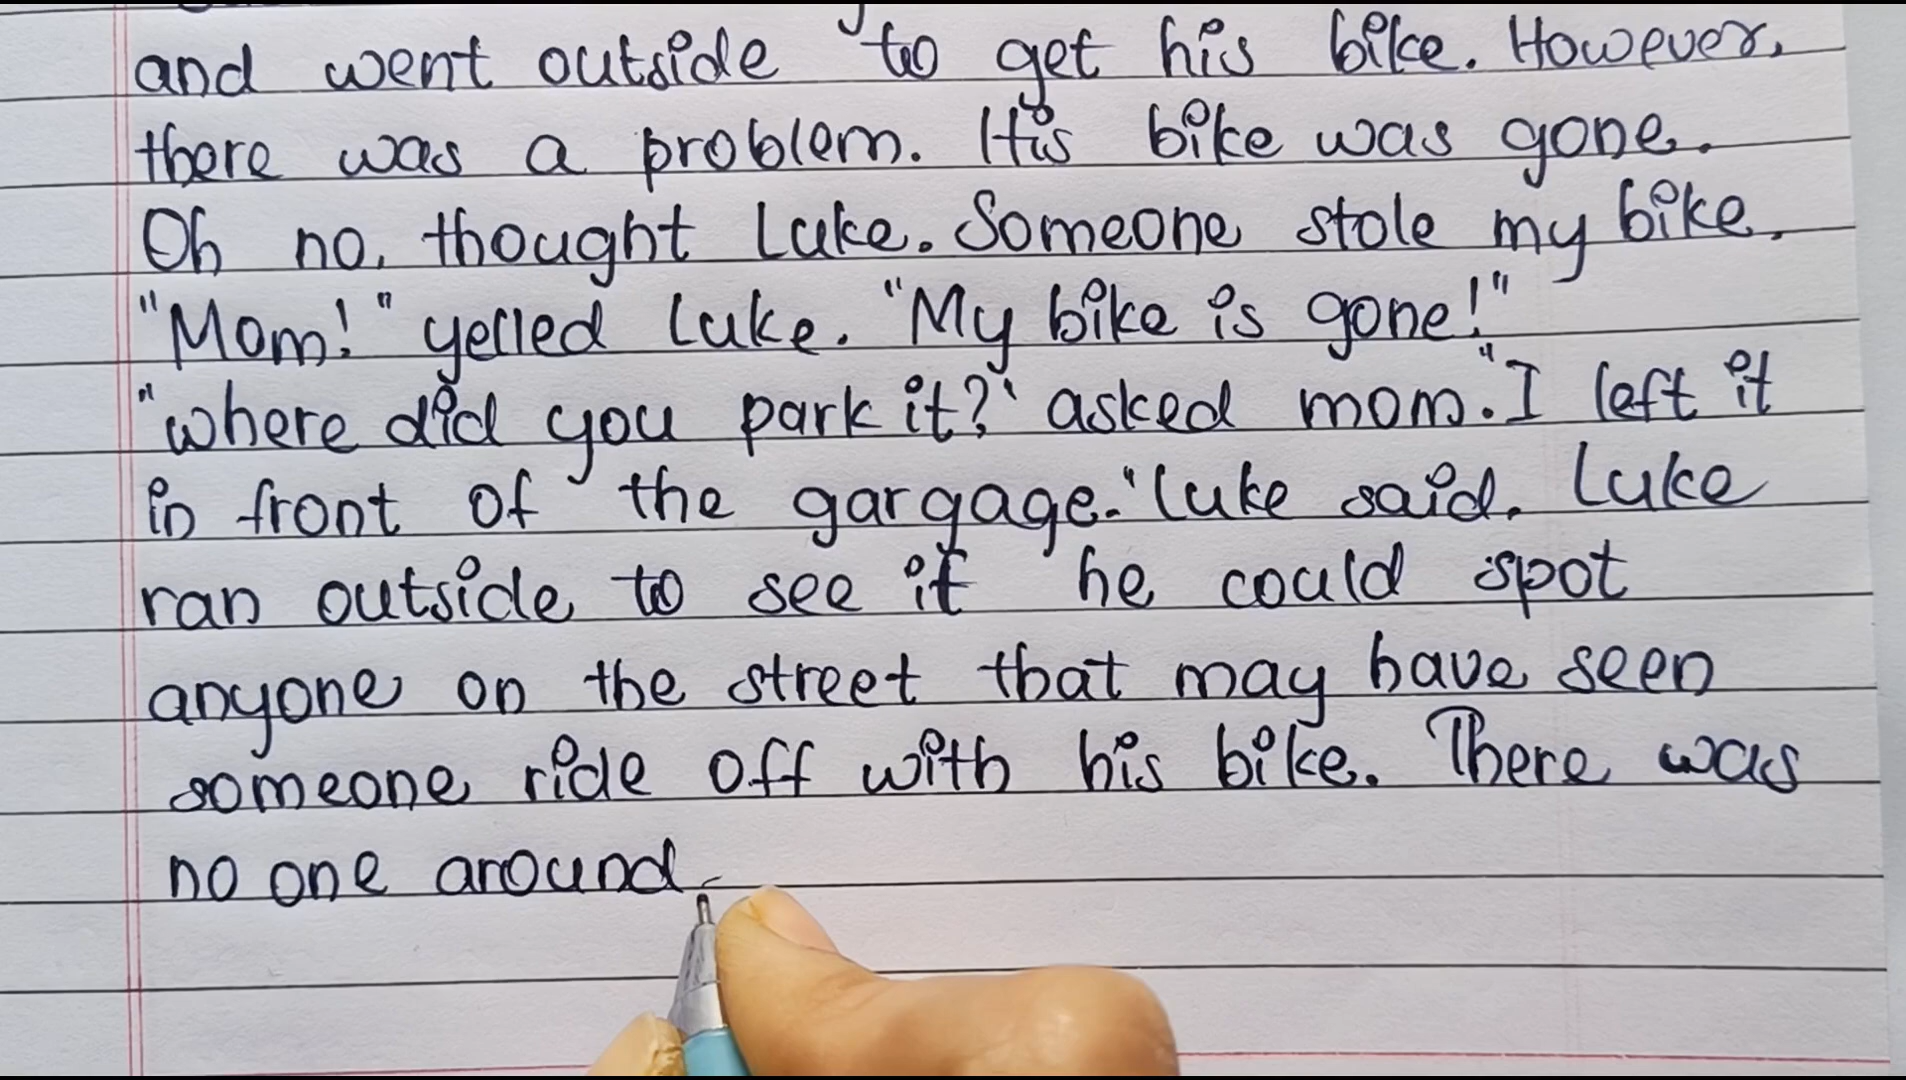 and went outside to get his bike. However,
there was a problem. His bike was gone.
Oh no, thought Luke. Someone stole my bike.
"Mom!" yelled Luke. "My bike is gone!"
"where did you park it?" asked mom. "I left it
in front of the gargage." Luke said. Luke
ran outside to see if he could spot
anyone on the street that may have seen
someone ride off with his bike. There was
no one around.